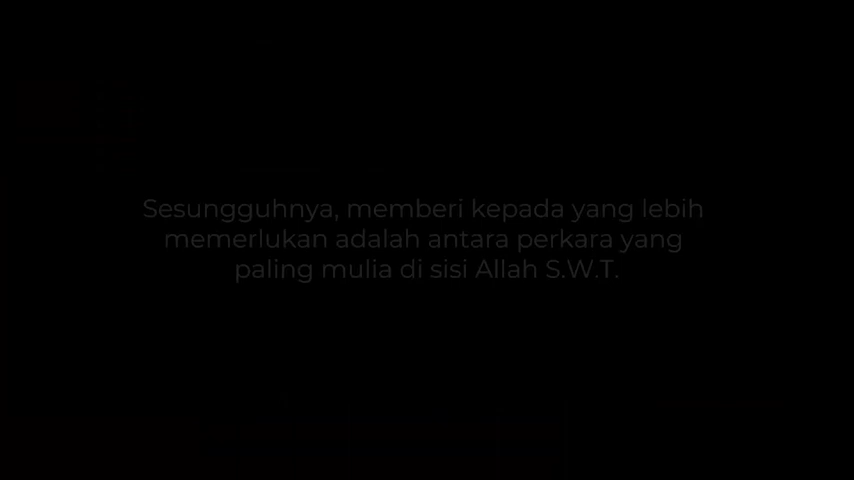 Sesungguhnya, memberi kepada yang lebih
memerlukan adalah antara perkara yang
paling mulia di sisi Allah S.W.T.